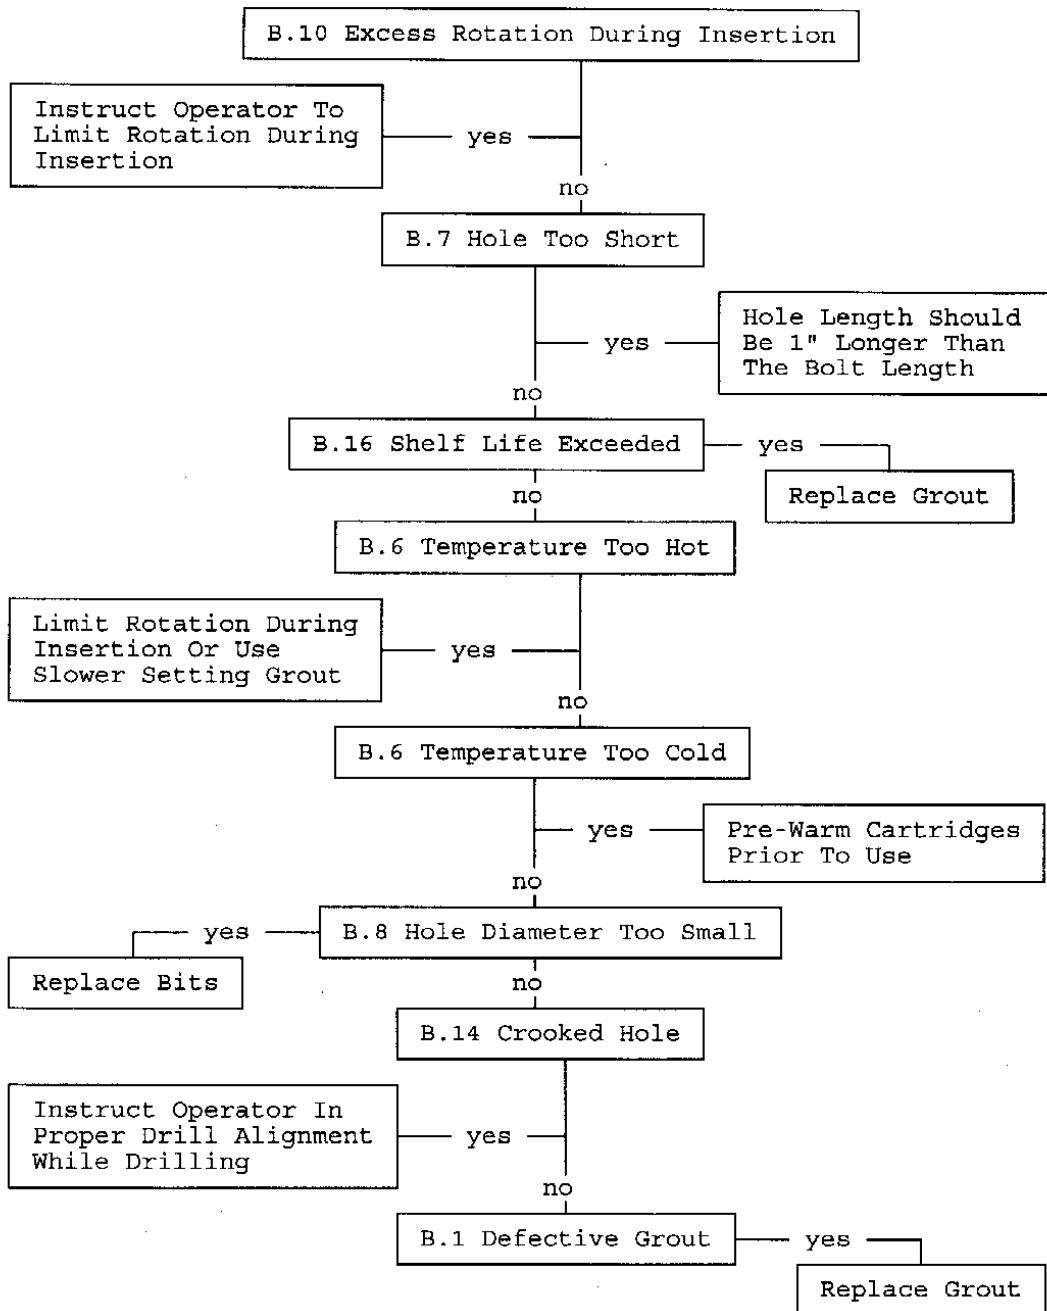 B.10 Excess Rotation During Insertion
Instruct Operator To
Limit Rotation During
Insertion
yes
no
B.7 Hole Too Short
Hole Length Should
Be 1" Longer Than
The Bolt Length
yes
no
B.16 Shelf Life Exceeded
yes
Replace Grout
no
B.6 Temperature Too Hot
Limit Rotation During
Insertion Or Use
Slower Setting Grout
yes
no
B.6 Temperature Too Cold
yes
Pre-Warm Cartridges
Prior To Use
no
B.8 Hole Diameter Too Small
yes
Replace Bits
no
B.14 Crooked Hole
Instruct Operator In
Proper Drill Alignment
While Drilling
yes
no
B.1 Defective Grout
yes
Replace Grout